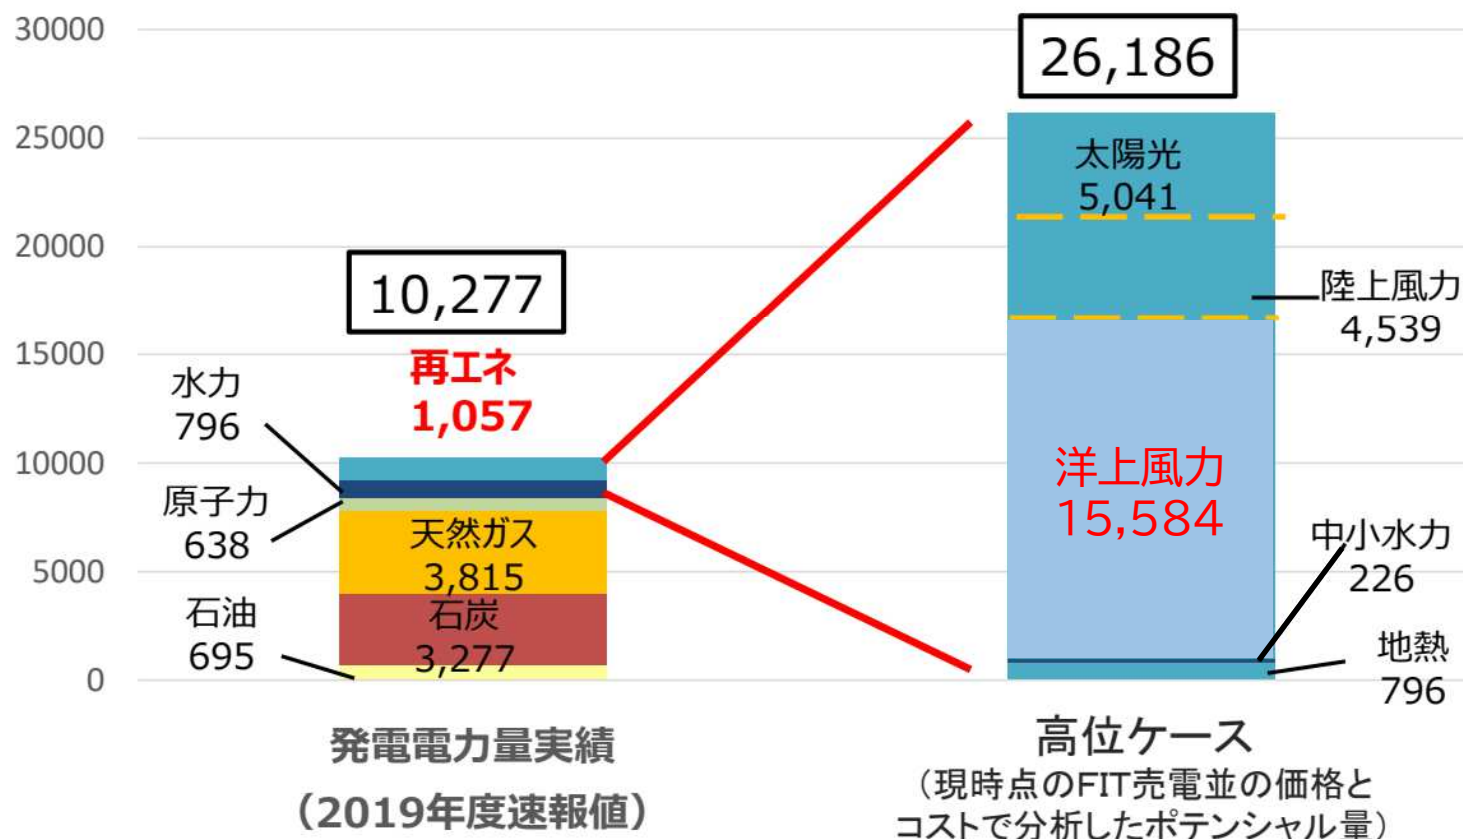 30000
25000
20000
15000
10000
5000
0
10,277
再エネ
1,057
水力
796
原子力
638
天然ガス
3,815
石油
695
石炭
3,277
発電電力量実績
（2019年度速報値）
26,186
太陽光
5,041
陸上風力
4,539
洋上風力
15,584
中小水力
226
地熱
796
高位ケース
（現時点のFIT売電並の価格と
コストで分析したポテンシャル量）